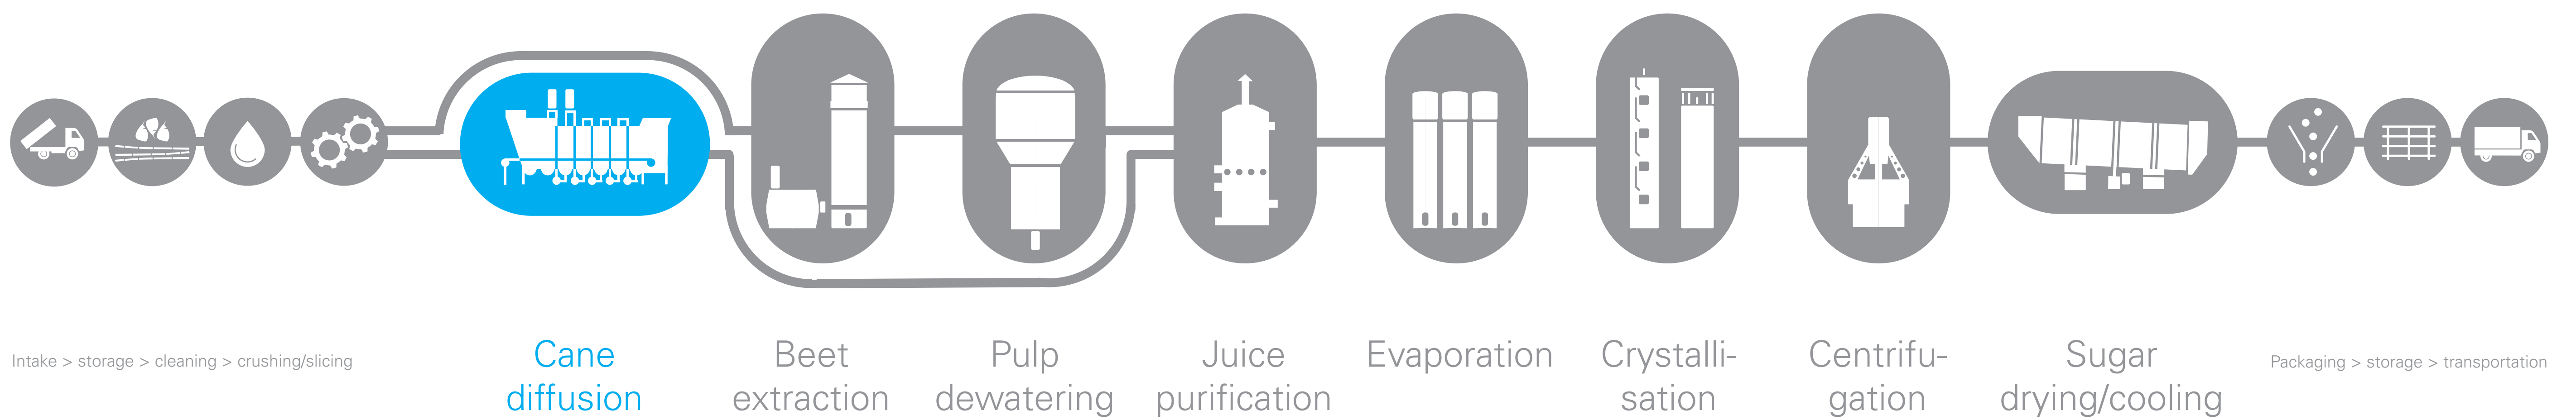 Intake > storage > cleaning > crushing/slicing
Cane
diffusion
Beet
extraction
Pulp
dewatering
Juice
purification
Evaporation
Crystalli-
sation
Centrifu-
gation
Sugar
drying/cooling
Packaging > storage > transportation